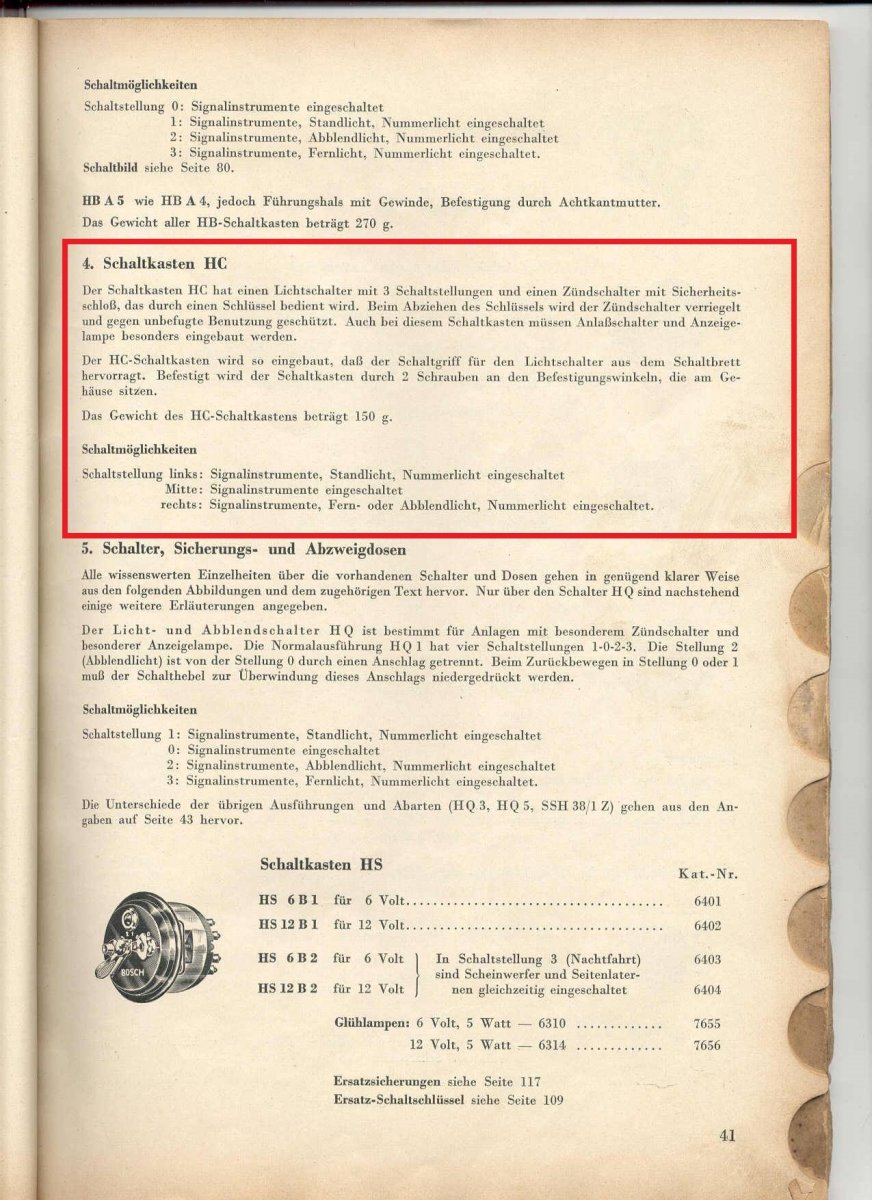 Schaltmöglichkeiten
Schaltstellung 0: Signalinstrumente eingeschaltet
1: Signalinstrumente, Standlicht, Nummerlicht eingeschaltet
2: Signalinstrumente, Abblendlicht, Nummerlicht eingeschaltet
3: Signalinstrumente, Fernlicht, Nummerlicht eingeschaltet.
Schaltbild siehe Seite 80.
HB A 5 wie HB A 4, jedoch Führungshals mit Gewinde, Befestigung durch Achtkantmutter.
Das Gewicht aller HB-Schaltkasten beträgt 270 g.
4. Schaltkasten HC
Der Schaltkasten HC hat einen Lichtschalter mit 3 Schaltstellungen und einen Zündschalter mit Sicherheits-
schloß, das durch einen Schlüssel bedient wird. Beim Abziehen des Schlüssels wird der Zündschalter verriegelt
und gegen unbefugte Benutzung geschützt. Auch bei diesem Schaltkasten müssen Anlaßschalter und Anzeige-
lampe besonders eingebaut werden.
Der HC-Schaltkasten wird so eingebaut, daß der Schaltgriff für den Lichtschalter aus dem Schaltbrett
hervorragt. Befestigt wird der Schaltkasten durch 2 Schrauben an den Befestigungswinkeln, die am Ge-
häuse sitzen.
Das Gewicht des HC-Schaltkastens beträgt 150 g.
Schaltmöglichkeiten
Schaltstellung links: Signalinstrumente, Standlicht, Nummerlicht eingeschaltet
Mitte: Signalinstrumente eingeschaltet
rechts: Signalinstrumente, Fern- oder Abblendlicht, Nummerlicht eingeschaltet.
5. Schalter, Sicherungs- und Abzweigdosen
Alle wissenswerten Einzelheiten über die vorhandenen Schalter und Dosen gehen in genügend klarer Weise
aus den folgenden Abbildungen und dem zugehörigen Text hervor. Nur über den Schalter HQ sind nachstehend
einige weitere Erläuterungen angegeben.
Der Licht- und Abblendschalter HQ ist bestimmt für Anlagen mit besonderem Zündschalter und
besonderer Anzeigelampe. Die Normalausführung HQ 1 hat vier Schaltstellungen 1-0-2-3. Die Stellung 2
(Abblendlicht) ist von der Stellung 0 durch einen Anschlag getrennt. Beim Zurückbewegen in Stellung 0 oder 1
muß der Schalthebel zur Überwindung dieses Anschlags niedergedrückt werden.
Schaltmöglichkeiten
Schaltstellung 1: Signalinstrumente, Standlicht, Nummerlicht eingeschaltet
0: Signalinstrumente eingeschaltet
2: Signalinstrumente, Abblendlicht, Nummerlicht eingeschaltet
3: Signalinstrumente, Fernlicht, Nummerlicht eingeschaltet.
Die Unterschiede der übrigen Ausführungen und Abarten (HQ 3, HQ 5, SSH 38/1 Z) gehen aus den An-
gaben auf Seite 43 hervor.
Schaltkasten HS
Kat.-Nr.
HS 6 B 1 für 6 Volt..................................... 6401
HS 12 B 1 für 12 Volt..................................... 6402
HS 6 B 2 für 6 Volt In Schaltstellung 3 (Nachtfahrt) 6403
sind Scheinwerfer und Seitenlater-
HS 12 B 2 für 12 Volt nen gleichzeitig eingeschaltet 6404
BOSCH
Glühlampen: 6 Volt, 5 Watt — 6310 ............. 7655
12 Volt, 5 Watt — 6314 ............. 7656
Ersatzsicherungen siehe Seite 117
Ersatz-Schaltschlüssel siehe Seite 109
41